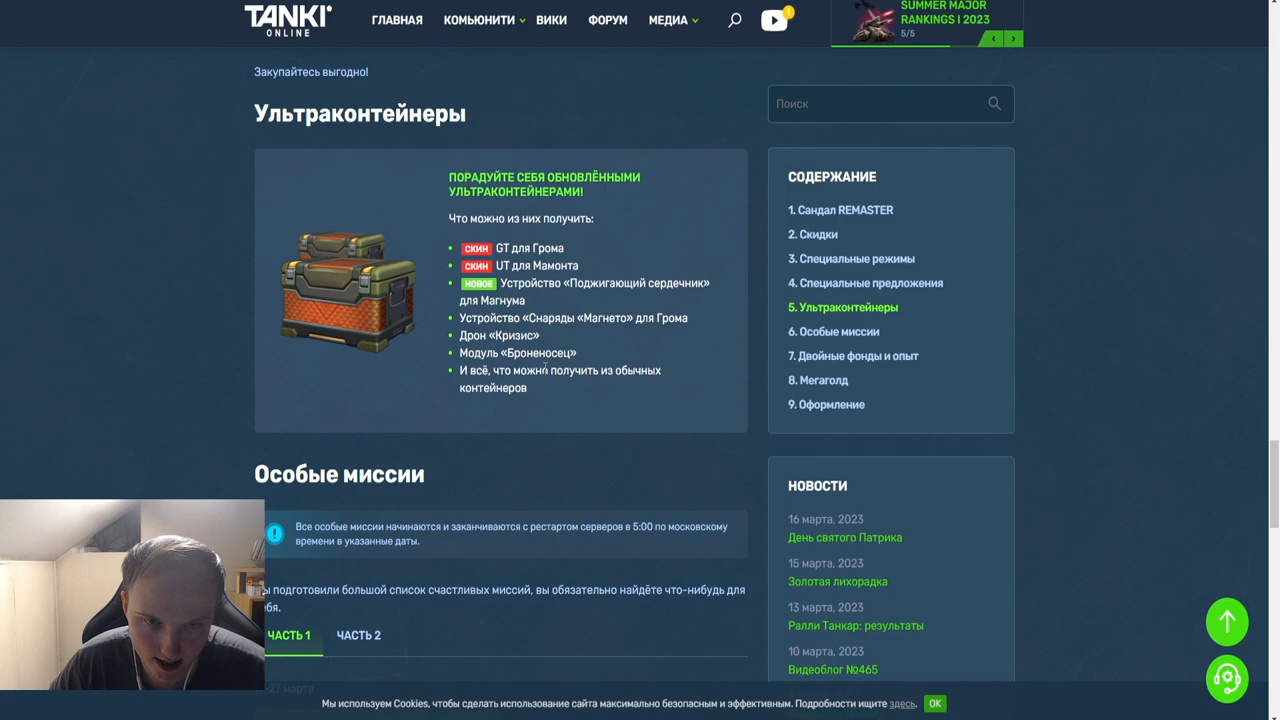 TANKI
ONLINE
ГЛАВНАЯ
КОМЬЮНИТИ
ВИКИ
ФОРУМ
МЕДИА
!
SUMMER MAJOR
RANKINGS I 2023
5/5
Закупайтесь выгодно!
Ультраконтейнеры
ПОРАДУЙТЕ СЕБЯ ОБНОВЛЁННЫМИ
УЛЬТРАКОНТЕЙНЕРАМИ!
Что можно из них получить:
СКИН GT для Грома
СКИН UT для Мамонта
НОВОЕ Устройство «Поджигающий сердечник»
для Магнума
Устройство «Снаряды «Магнето» для Грома
Дрон «Кризис»
Модуль «Броненосец»
И всё, что можно получить из обычных
контейнеров
Особые миссии
Все особые миссии начинаются и заканчиваются с рестартом серверов в 5:00 по московскому
времени в указанные даты.
подготовили большой список счастливых миссий, вы обязательно найдёте что-нибудь для
ЧАСТЬ 1
ЧАСТЬ 2
27 марта
Поиск
СОДЕРЖАНИЕ
1. Сандал REMASTER
2. Скидки
3. Специальные режимы
4. Специальные предложения
5. Ультраконтейнеры
6. Особые миссии
7. Двойные фонды и опыт
8. Мегаголд
9. Оформление
НОВОСТИ
16 марта, 2023
День святого Патрика
15 марта, 2023
Золотая лихорадка
13 марта, 2023
Ралли Танкар: результаты
10 марта, 2023
Видеоблог №465
Мы используем Cookies, чтобы сделать использование сайта максимально безопасным и эффективным. Подробности ищите здесь.
OK